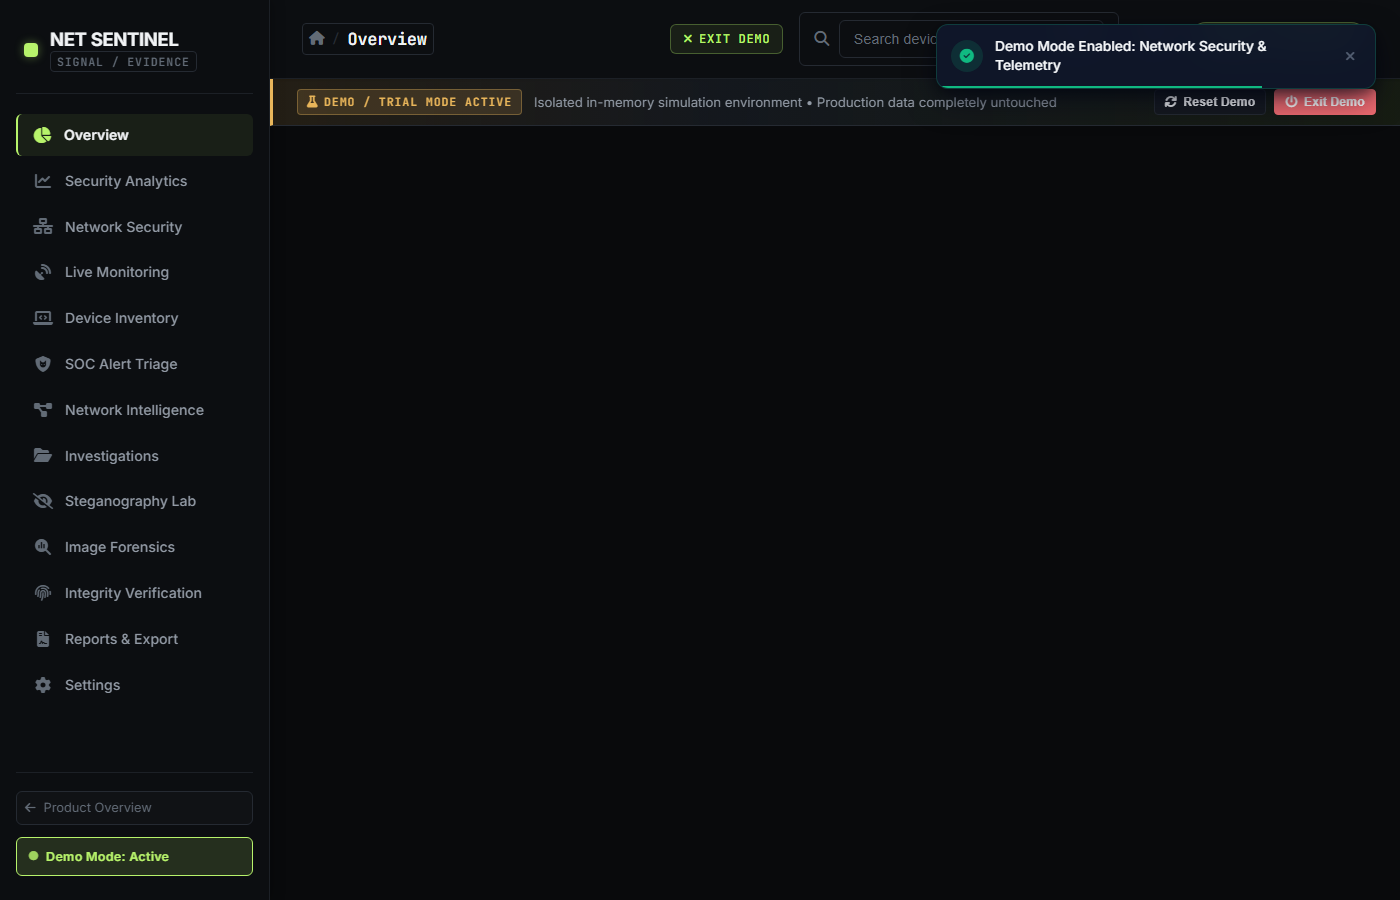 NET SENTINEL
SIGNAL / EVIDENCE
Overview
Security Analytics
Network Security
Live Monitoring
Device Inventory
SOC Alert Triage
Network Intelligence
Investigations
Steganography Lab
Image Forensics
Integrity Verification
Reports & Export
Settings
← Product Overview
Demo Mode: Active
/ Overview
✕ EXIT DEMO
Search devic
Demo Mode Enabled: Network Security &
Telemetry
DEMO / TRIAL MODE ACTIVE
Isolated in-memory simulation environment • Production data completely untouched
Reset Demo
Exit Demo